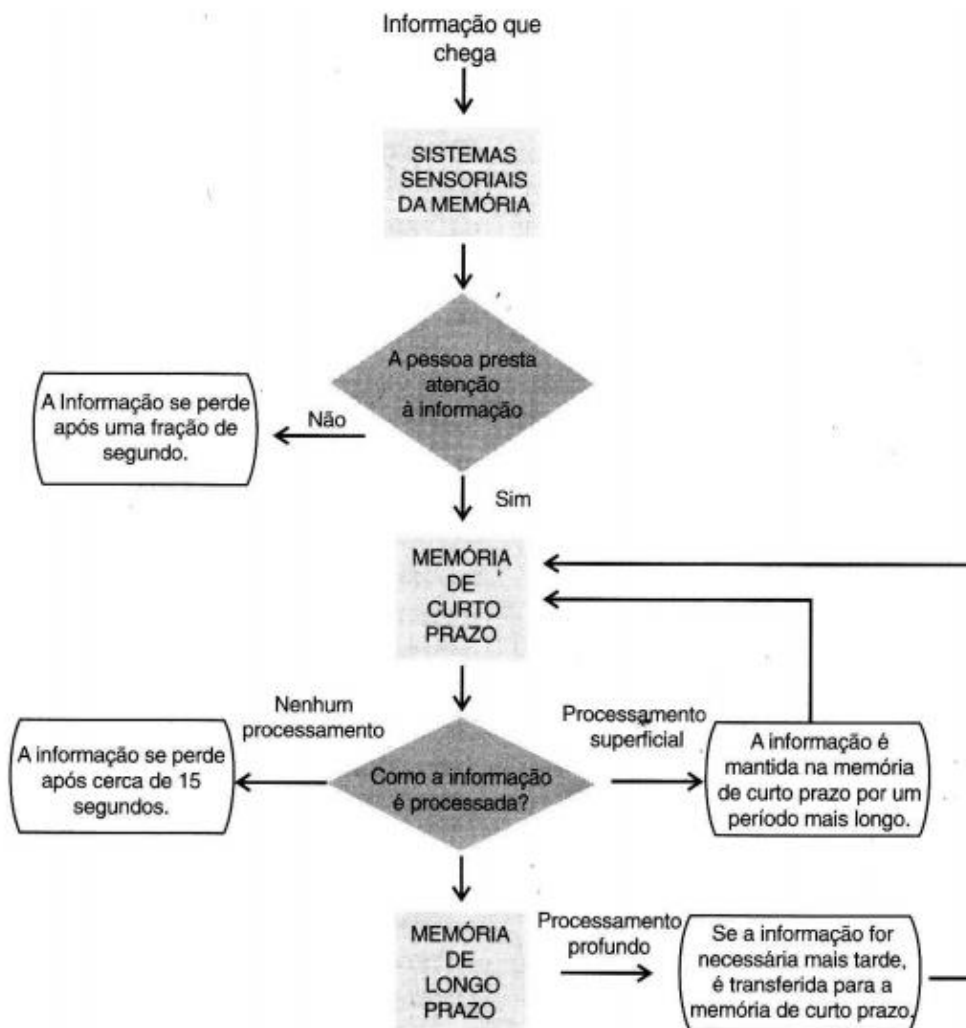 Informação que
chega
SISTEMAS
SENSORIAIS
DA MEMÓRIA
A pessoa presta
atenção
à informação
Não
A Informação se perde
após uma fração de
segundo.
Sim
MEMÓRIA
DE
CURTO
PRAZO
Nenhum
processamento
A informação se perde
após cerca de 15
segundos.
Como a informação
é processada?
Processamento
superficial
A informação é
mantida na memória
de curto prazo por um
período mais longo.
MEMÓRIA
DE
LONGO
PRAZO
Processamento
profundo
Se a informação for
necessária mais tarde,
é transferida para a
memória de curto prazo,